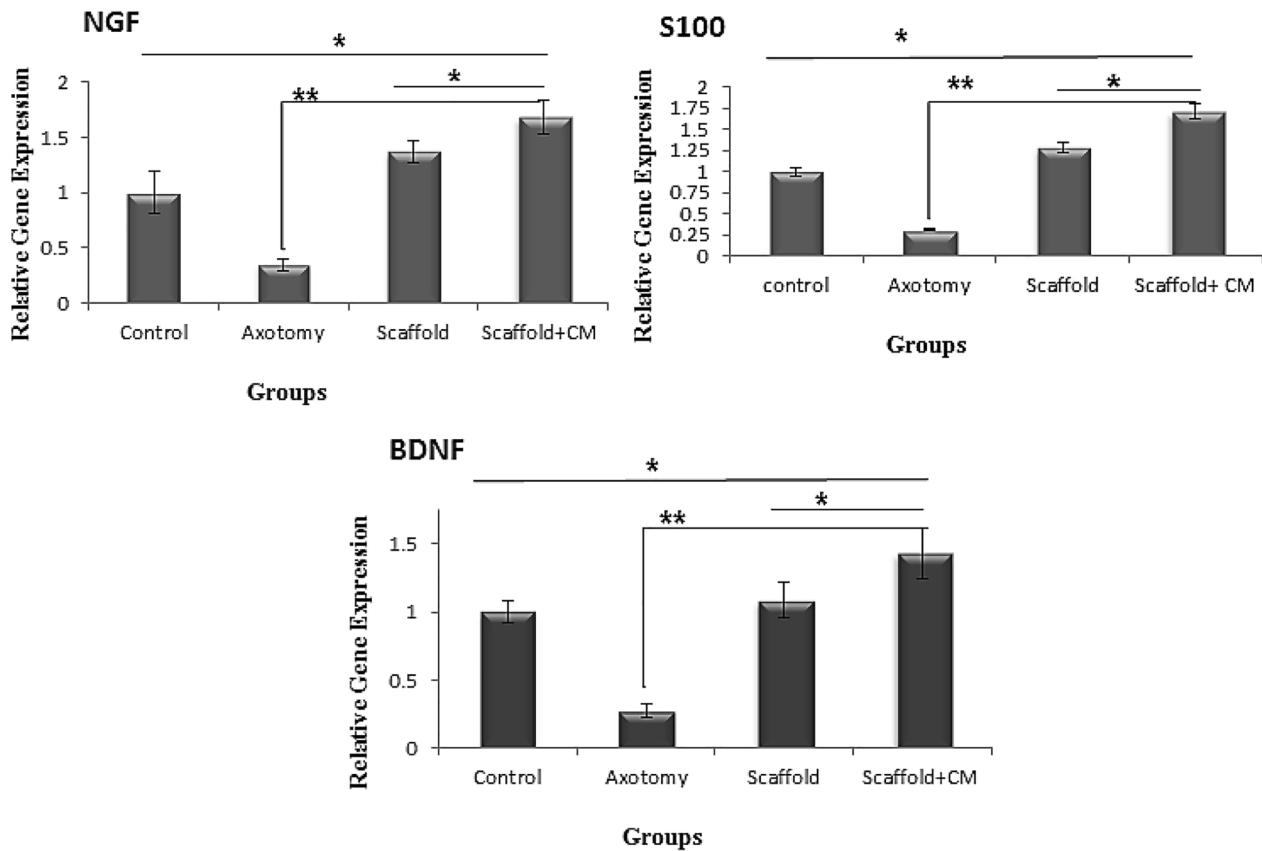 NGF
*
*
**
Relative Gene Expression
2
1.5
1
0.5
0
Control Axotomy Scaffold Scaffold+CM
Groups
S100
*
**
*
Relative Gene Expression
2
1.75
1.5
1.25
1
0.75
0.5
0.25
0
control Axotomy Scaffold Scaffold+ CM
Groups
BDNF
*
*
**
Relative Gene Expression
1.5
1
0.5
0
Control Axotomy Scaffold Scaffold+CM
Groups